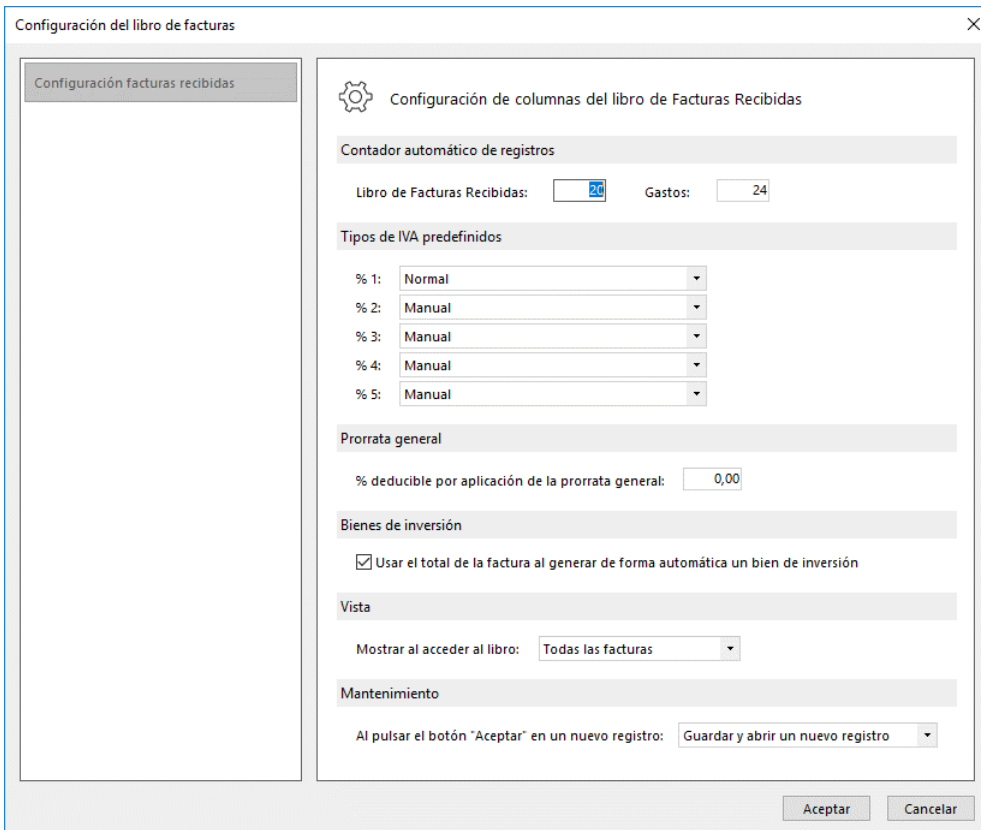 Configuración del libro de facturas
Configuración facturas recibidas
Configuración de columnas del libro de Facturas Recibidas
Contador automático de registros
Libro de Facturas Recibidas: 20 Gastos: 24
Tipos de IVA predefinidos
% 1: Normal
% 2: Manual
% 3: Manual
% 4: Manual
% 5: Manual
Prorrata general
% deducible por aplicación de la prorrata general: 0,00
Bienes de inversión
Usar el total de la factura al generar de forma automática un bien de inversión
Vista
Mostrar al acceder al libro: Todas las facturas
Mantenimiento
Al pulsar el botón "Aceptar" en un nuevo registro: Guardar y abrir un nuevo registro
Aceptar Cancelar